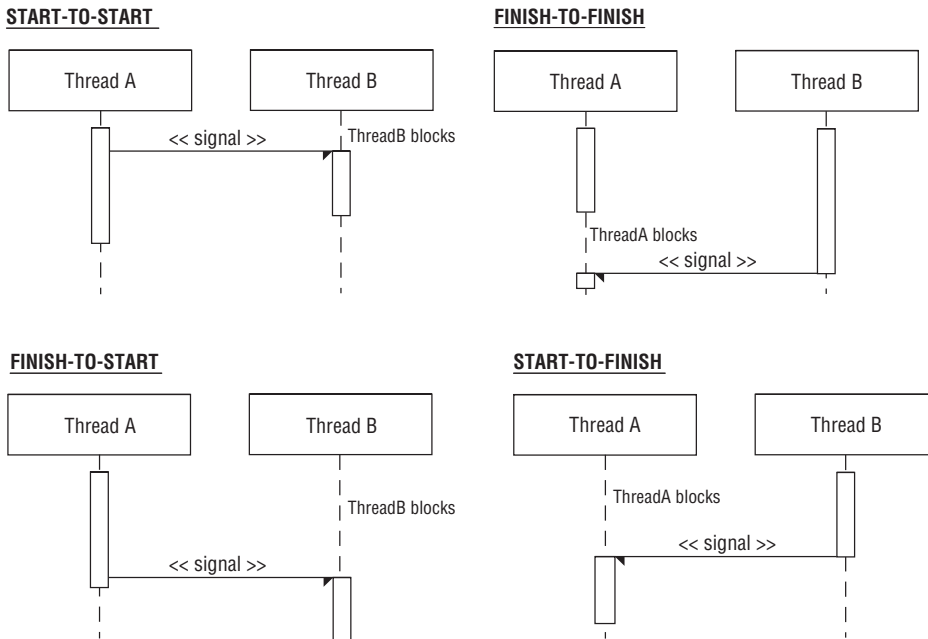 START-TO-START
FINISH-TO-FINISH
Thread A
Thread B
Thread A
Thread B
<< signal >>
ThreadB blocks
ThreadA blocks
<< signal >>
FINISH-TO-START
START-TO-FINISH
Thread A
Thread B
Thread A
Thread B
ThreadB blocks
ThreadA blocks
<< signal >>
<< signal >>